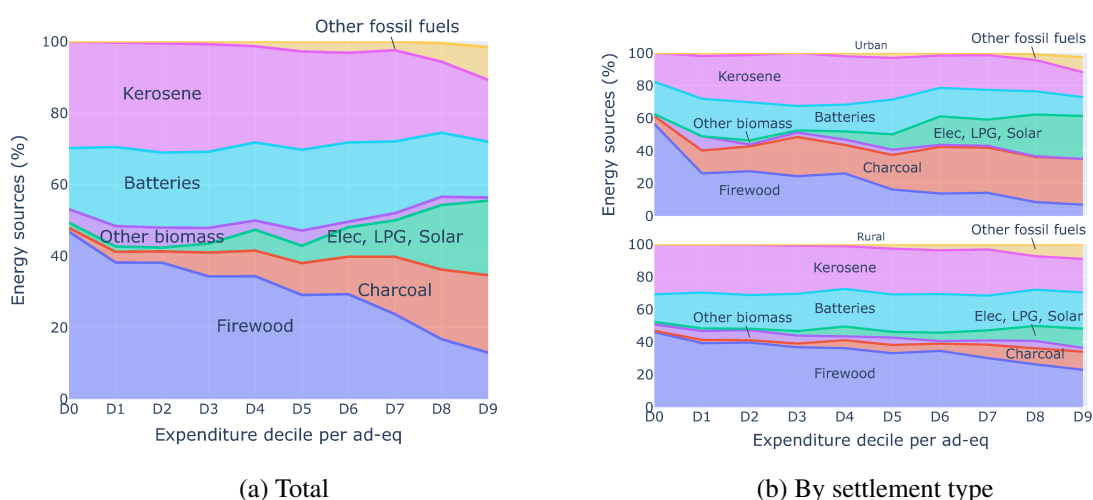 Other fossil fuels
100
80
60
40
20
0
Energy sources (%)
Kerosene
Batteries
Other biomass
Elec, LPG, Solar
Charcoal
Firewood
D0 D1 D2 D3 D4 D5 D6 D7 D8 D9
Expenditure decile per ad-eq
(a) Total
Other fossil fuels
Urban
100
80
60
40
20
0
Energy sources (%)
Kerosene
Batteries
Other biomass
Elec, LPG, Solar
Charcoal
Firewood
Other fossil fuels
Rural
100
80
60
40
20
0
Energy sources (%)
Kerosene
Batteries
Other biomass
Elec, LPG, Solar
Charcoal
Firewood
D0 D1 D2 D3 D4 D5 D6 D7 D8 D9
Expenditure decile per ad-eq
(b) By settlement type